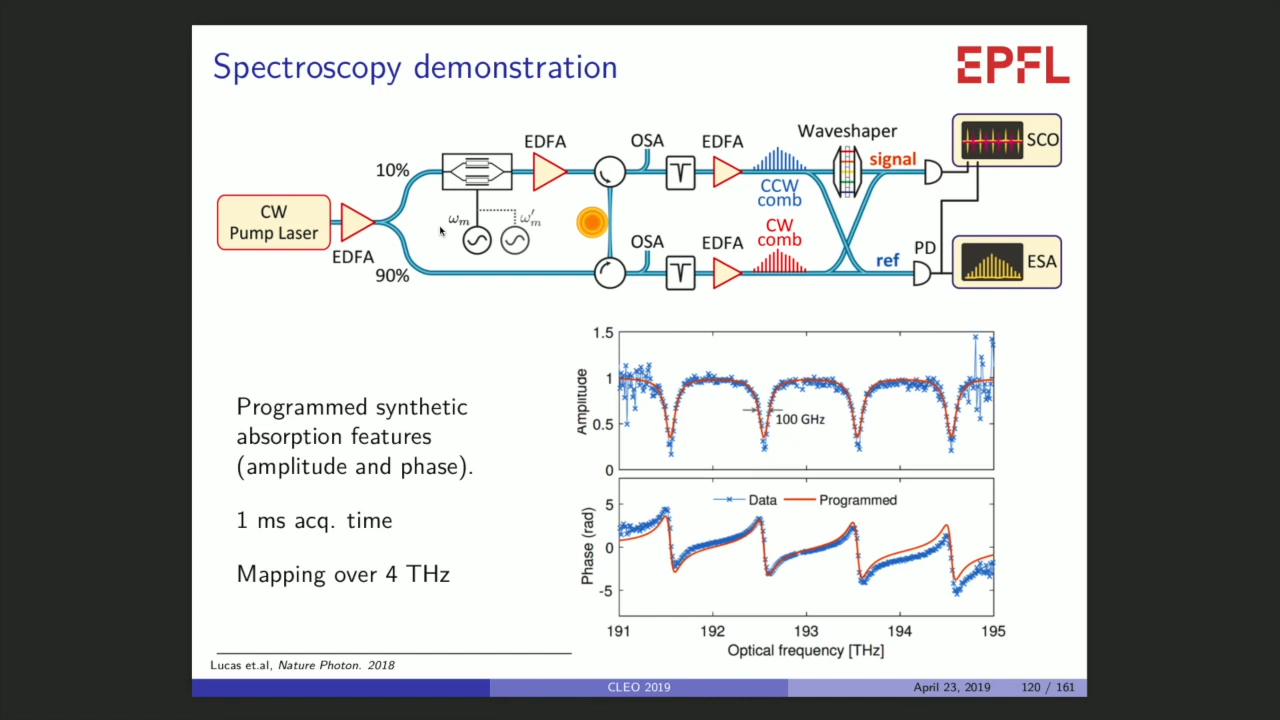 Spectroscopy demonstration
EPFL
CW
Pump Laser
EDFA
10%
90%
ωm
ω′m
EDFA
OSA
EDFA
CCW
comb
Waveshaper
signal
SCO
OSA
EDFA
CW
comb
ref
PD
ESA
Programmed synthetic
absorption features
(amplitude and phase).
1 ms acq. time
Mapping over 4 THz
Amplitude
1.5
1
0.5
0
100 GHz
Phase (rad)
5
0
-5
Data
Programmed
191 192 193 194 195
Optical frequency [THz]
Lucas et.al, Nature Photon. 2018
CLEO 2019
April 23, 2019 120 / 161